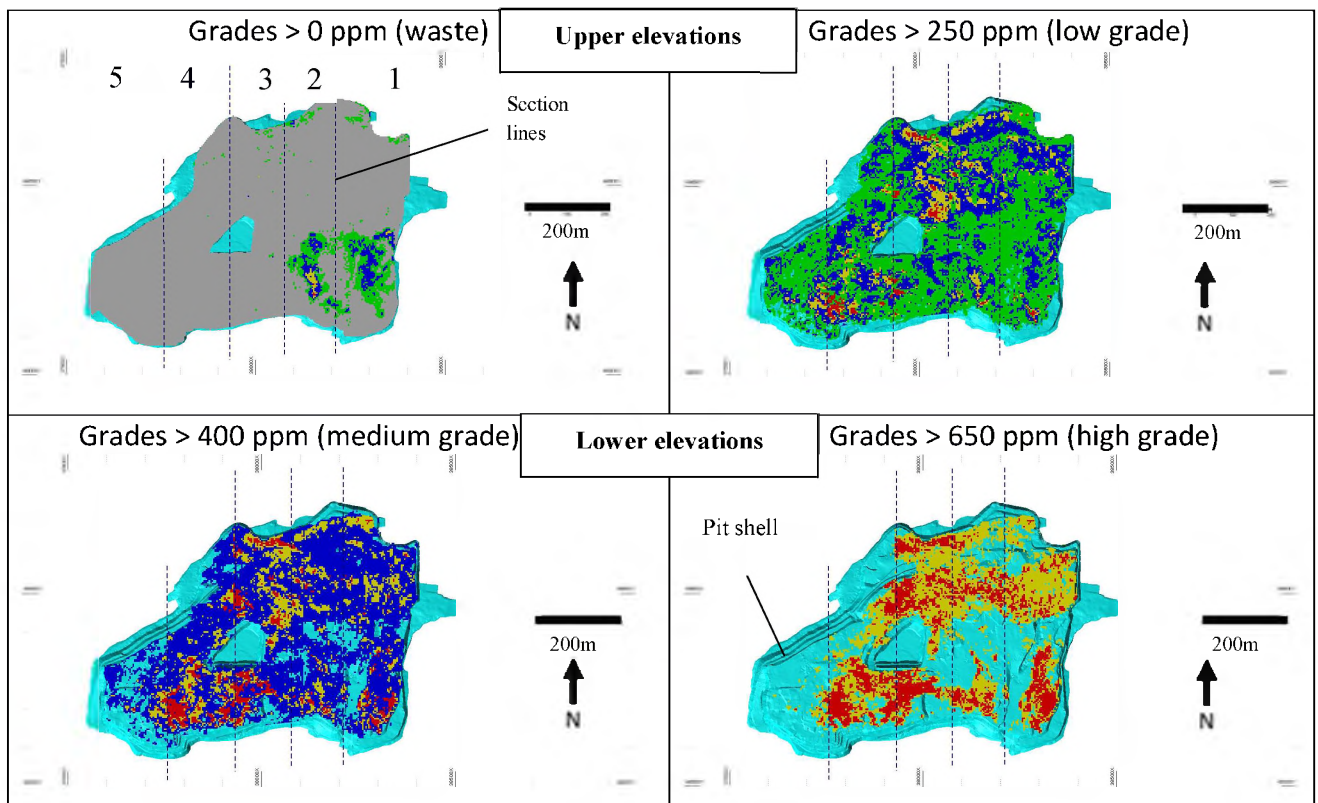 Grades > 0 ppm (waste)
Upper elevations
Grades > 250 ppm (low grade)
5 4 3 2 1
Section
lines
200m
N
200m
N
Grades > 400 ppm (medium grade)
Lower elevations
Grades > 650 ppm (high grade)
Pit shell
200m
N
200m
N